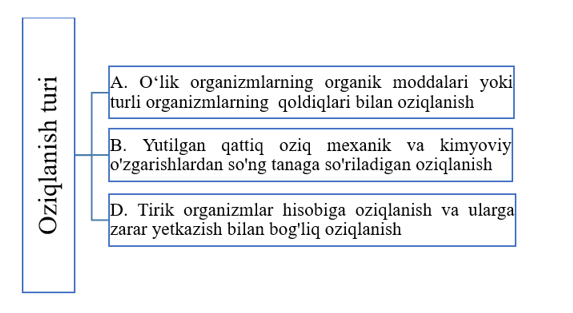 Oziqlanish turi
A. O‘lik organizmlarning organik moddalari yoki
turli organizmlarning qoldiqlari bilan oziqlanish
B. Yutilgan qattiq oziq mexanik va kimyoviy
o'zgarishlardan so'ng tanaga so'riladigan oziqlanish
D. Tirik organizmlar hisobiga oziqlanish va ularga
zarar yetkazish bilan bog'liq oziqlanish